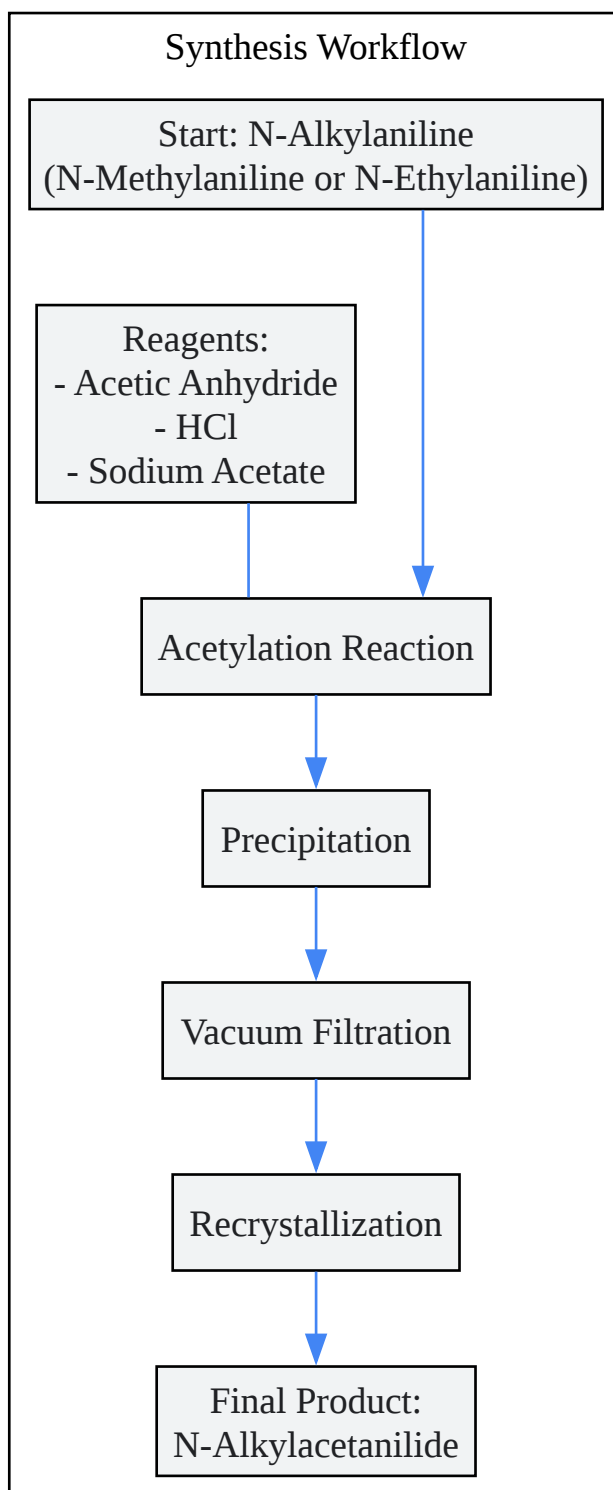 Synthesis Workflow
Start: N-Alkylaniline
(N-Methylaniline or N-Ethylaniline)
Reagents:
- Acetic Anhydride
- HCl
- Sodium Acetate
Acetylation Reaction
Precipitation
Vacuum Filtration
Recrystallization
Final Product:
N-Alkylacetanilide